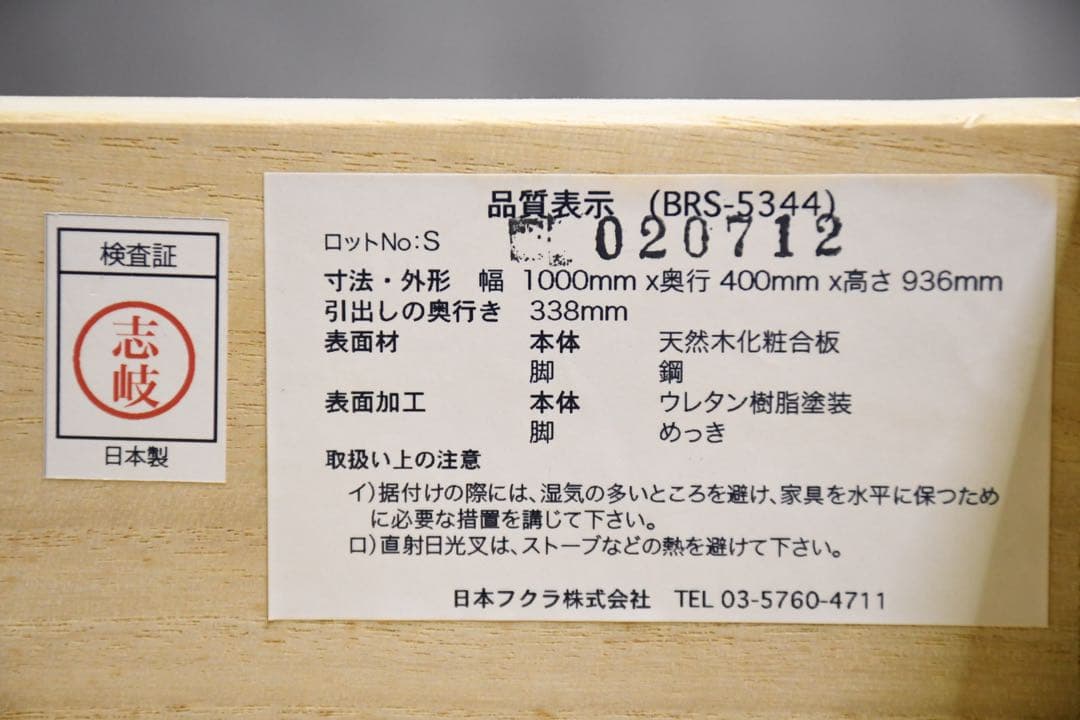 検査証
志
岐
日本製
品質表示 (BRS-5344)
ロットNo:S 020712
寸法・外形 幅 1000mm x奥行 400mm x高さ 936mm
引出しの奥行き 338mm
表面材 本体 天然木化粧合板
脚 鋼
表面加工 本体 ウレタン樹脂塗装
脚 めっき
取扱い上の注意
イ)据付けの際には、湿気の多いところを避け、家具を水平に保つため
に必要な措置を講じて下さい。
ロ)直射日光叉は、ストーブなどの熱を避けて下さい。
日本フクラ株式会社 TEL 03-5760-4711